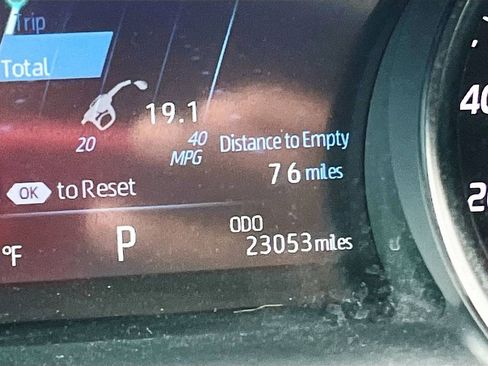 Trip
Total
19.1
20 40
MPG
Distance to Empty
76 miles
OK to Reset
°F
P
ODO
23053 miles
40